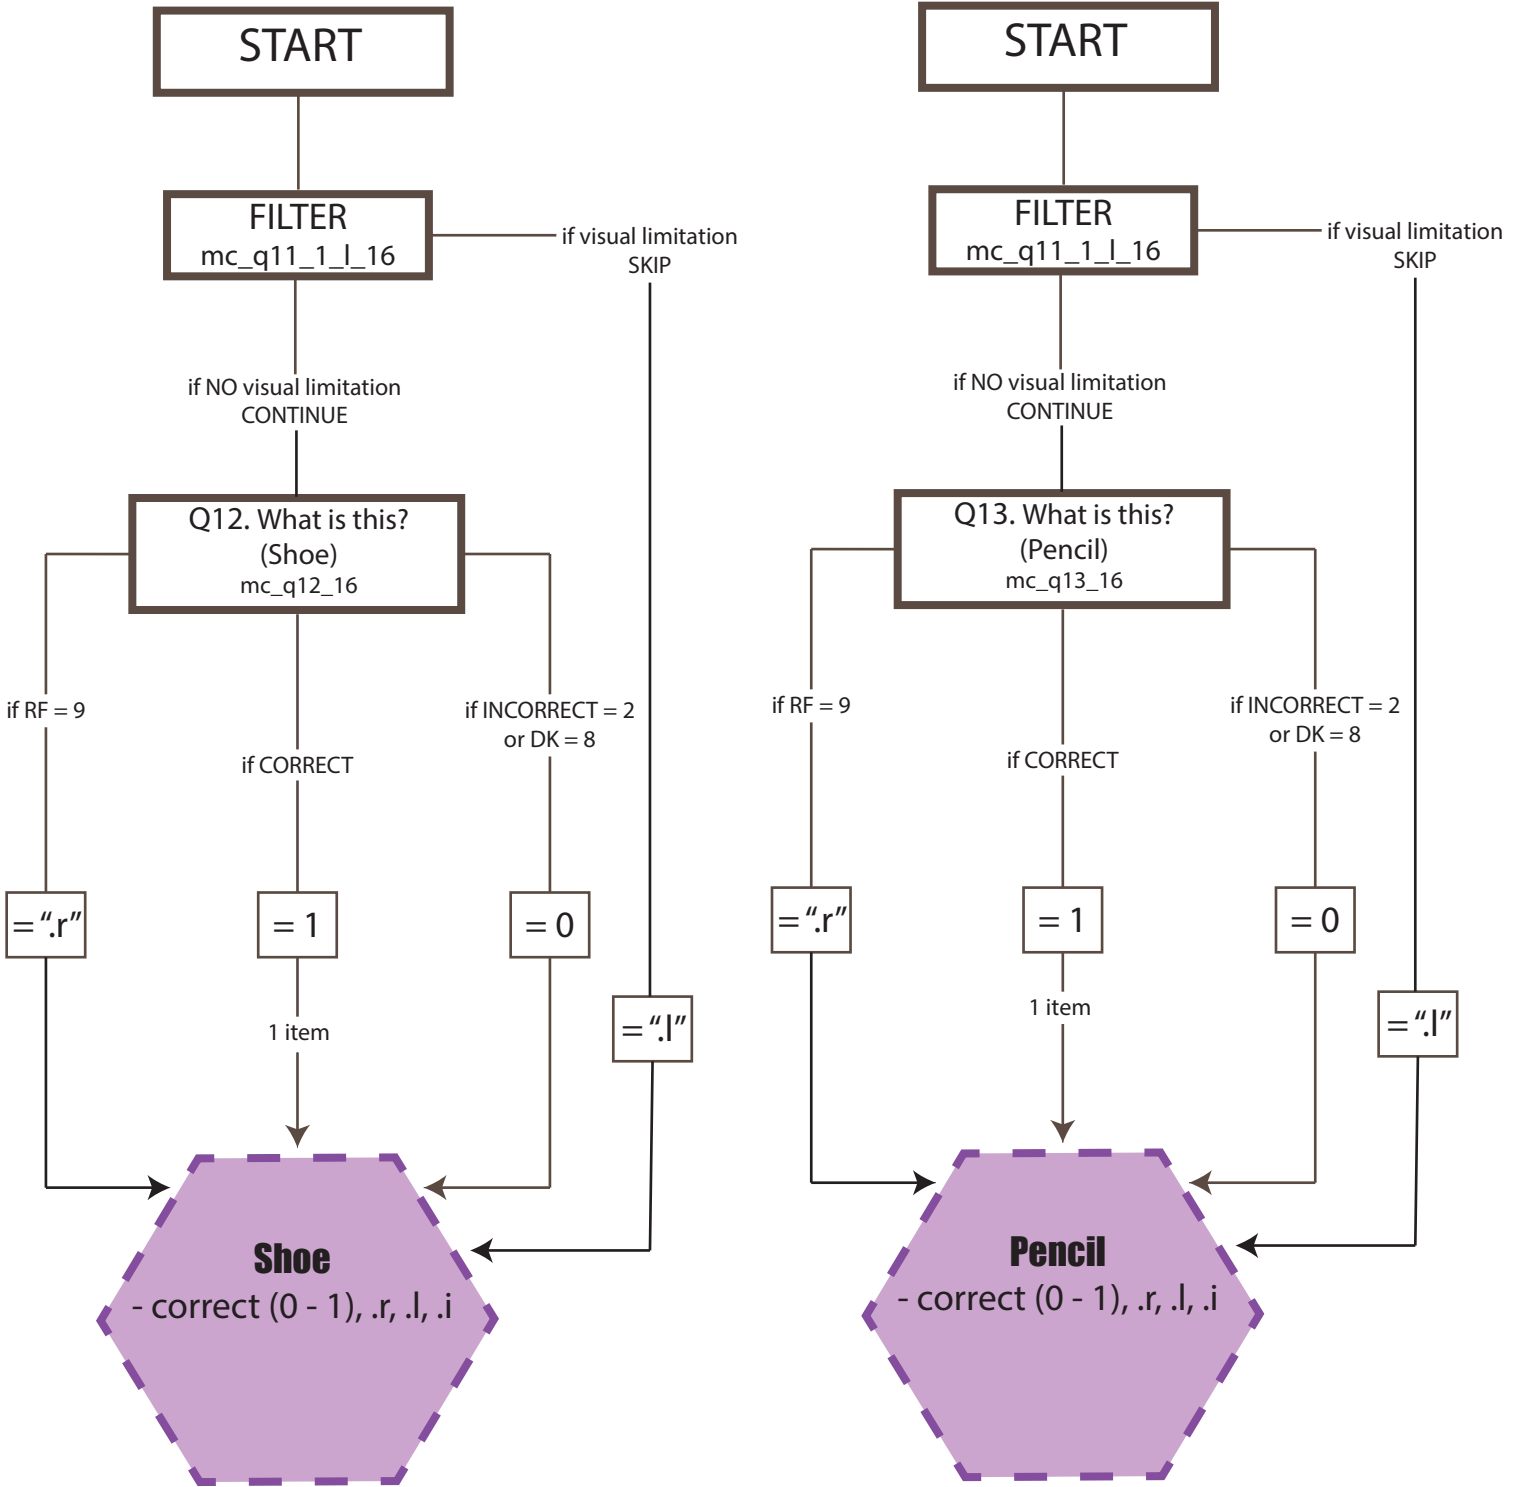 START
FILTER
mc_q11_1_l_16
if visual limitation
SKIP
if NO visual limitation
CONTINUE
Q12. What is this?
(Shoe)
mc_q12_16
if RF = 9
if CORRECT
if INCORRECT = 2
or DK = 8
= “.r”
= 1
= 0
1 item
= “.l”
Shoe
- correct (0 - 1), .r, .l, .i
START
FILTER
mc_q11_1_l_16
if visual limitation
SKIP
if NO visual limitation
CONTINUE
Q13. What is this?
(Pencil)
mc_q13_16
if RF = 9
if CORRECT
if INCORRECT = 2
or DK = 8
= “.r”
= 1
= 0
1 item
= “.l”
Pencil
- correct (0 - 1), .r, .l, .i